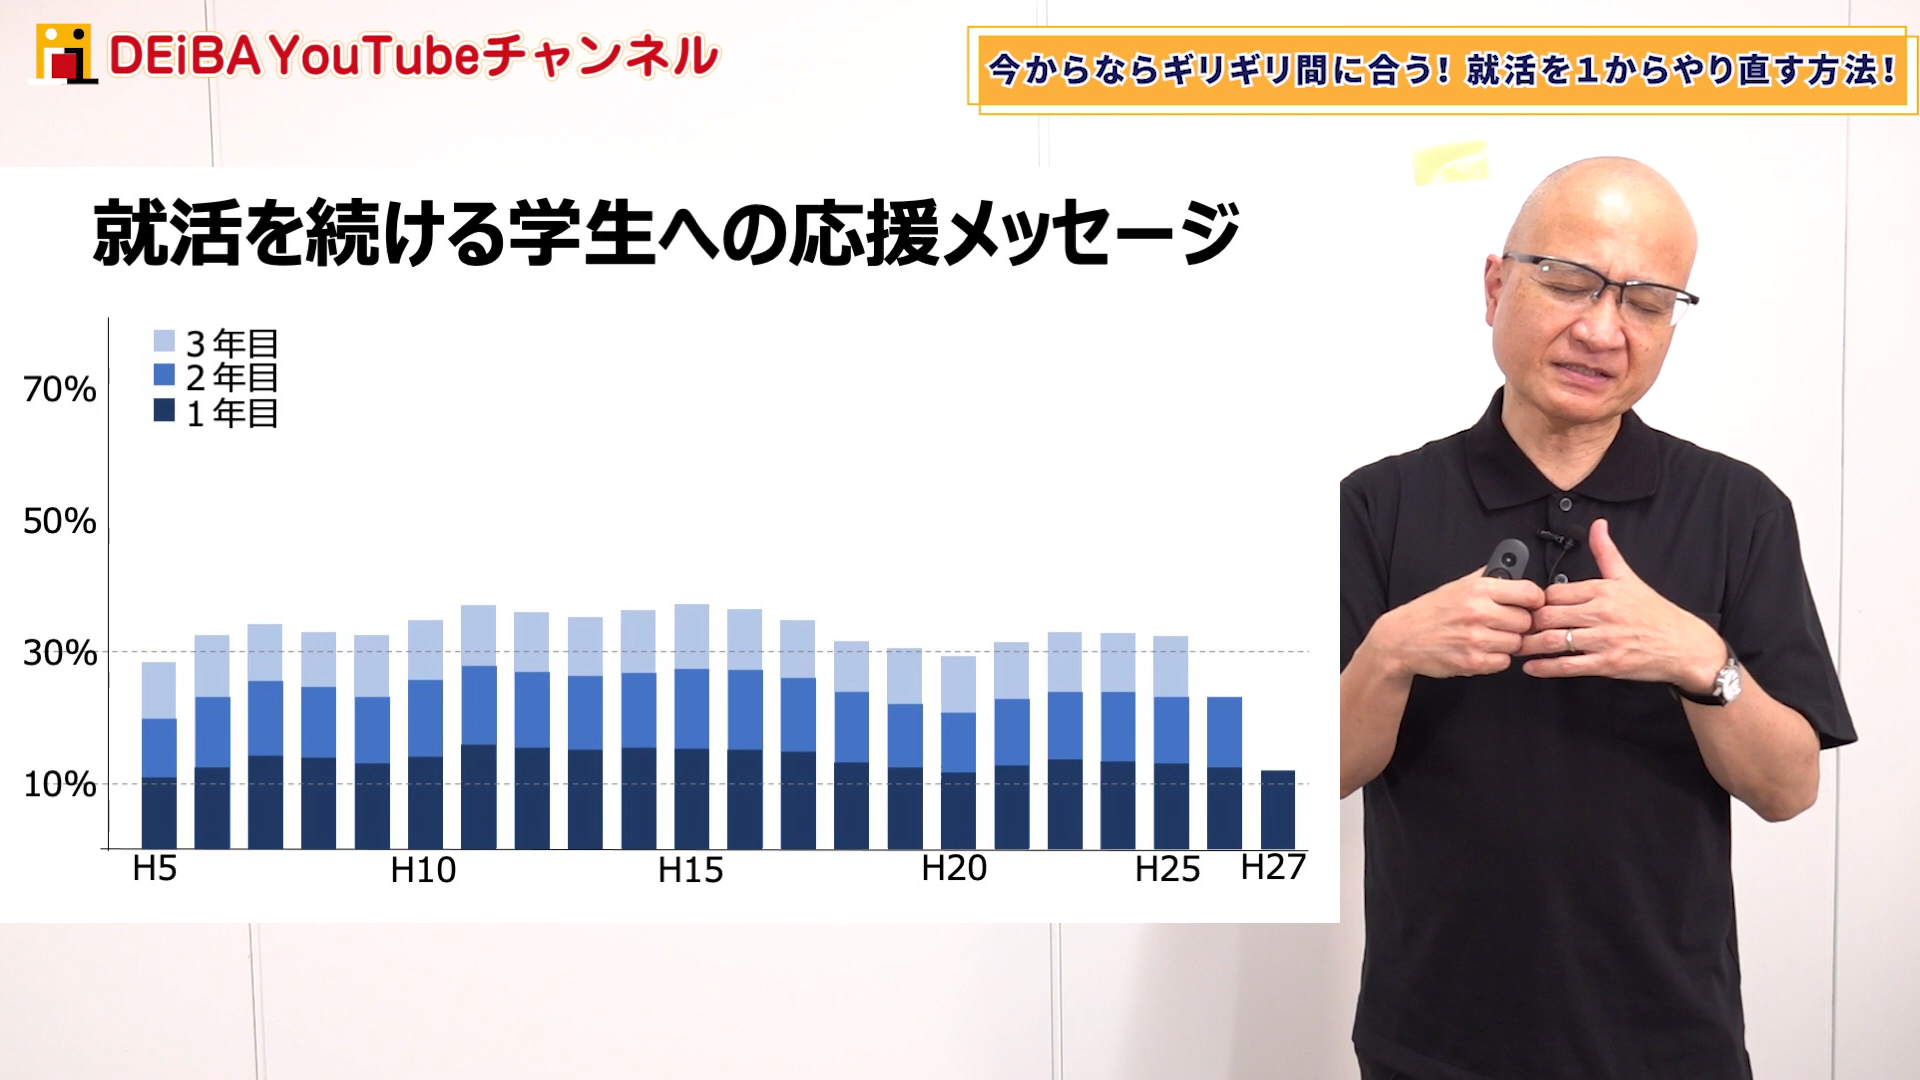 DEiBA YouTubeチャンネル
今からならギリギリ間に合う！就活を1からやり直す方法！
就活を続ける学生への応援メッセージ
3年目
2年目
1年目
70%
50%
30%
10%
H5 H10 H15 H20 H25 H27